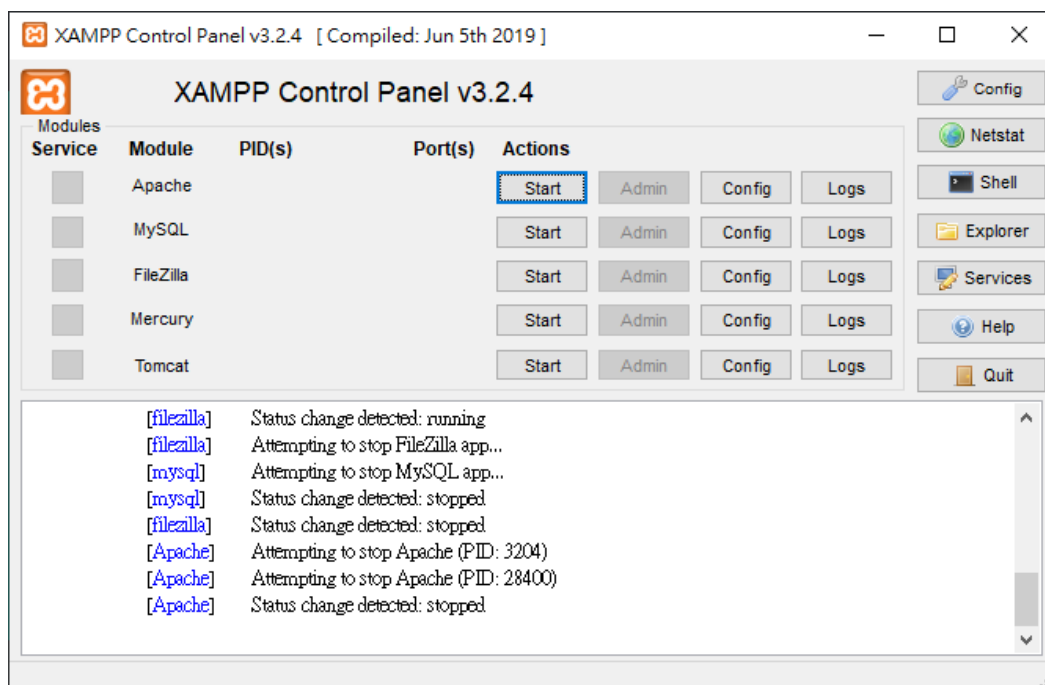 XAMPP Control Panel v3.2.4 [ Compiled: Jun 5th 2019 ]
XAMPP Control Panel v3.2.4
Config
Modules
Netstat
Service Module PID(s) Port(s) Actions
Apache Start Admin Config Logs
Shell
MySQL Start Admin Config Logs
Explorer
FileZilla Start Admin Config Logs
Services
Mercury Start Admin Config Logs
Help
Tomcat Start Admin Config Logs
Quit
[filezilla] Status change detected: running
[filezilla] Attempting to stop FileZilla app...
[mysql] Attempting to stop MySQL app...
[mysql] Status change detected: stopped
[filezilla] Status change detected: stopped
[Apache] Attempting to stop Apache (PID: 3204)
[Apache] Attempting to stop Apache (PID: 28400)
[Apache] Status change detected: stopped